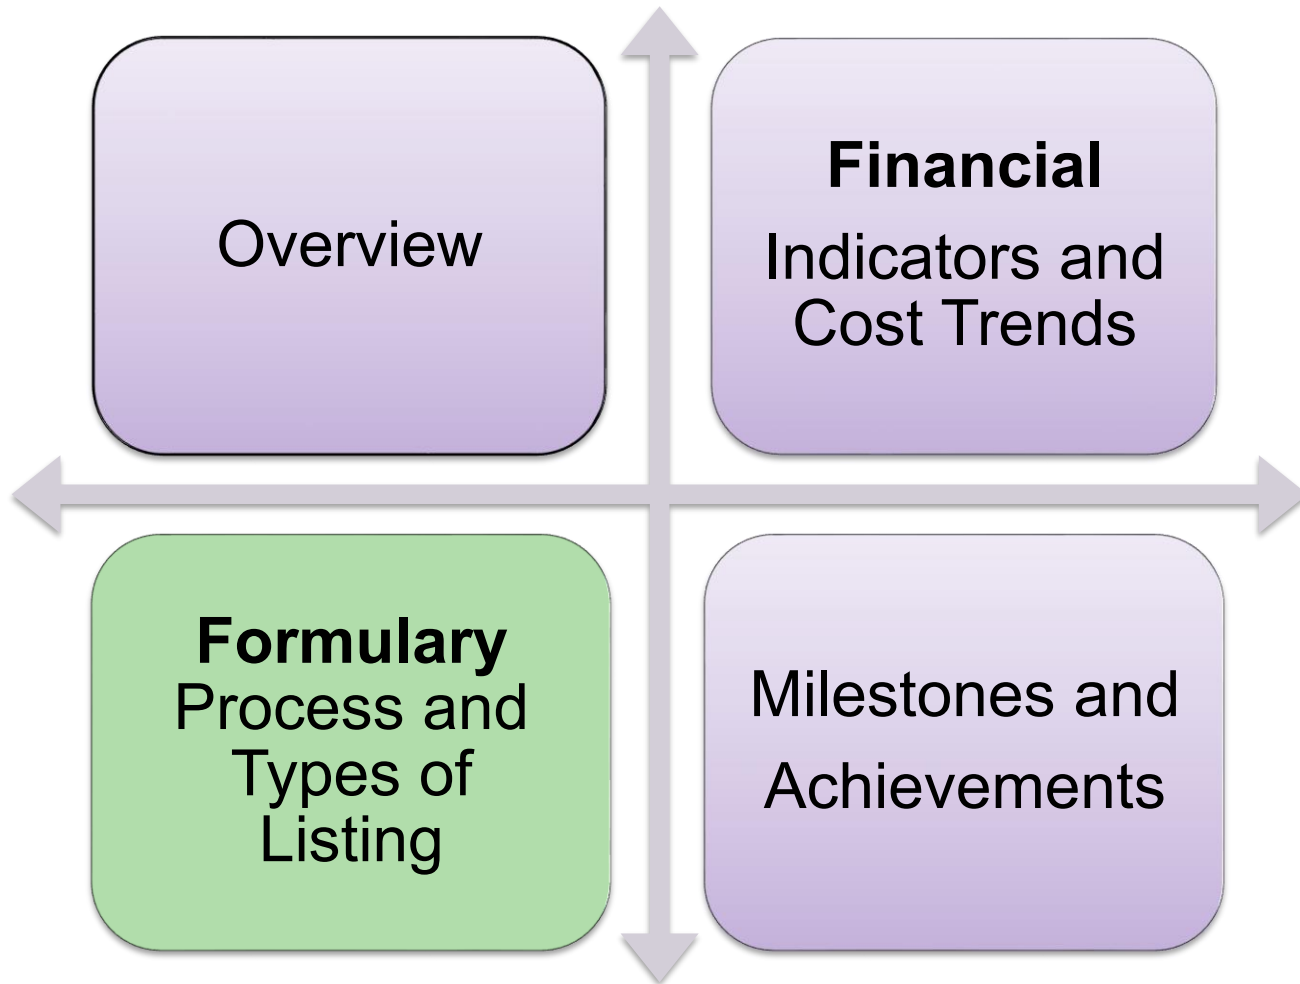 Overview
Financial
Indicators and
Cost Trends
Formulary
Process and
Types of
Listing
Milestones and
Achievements